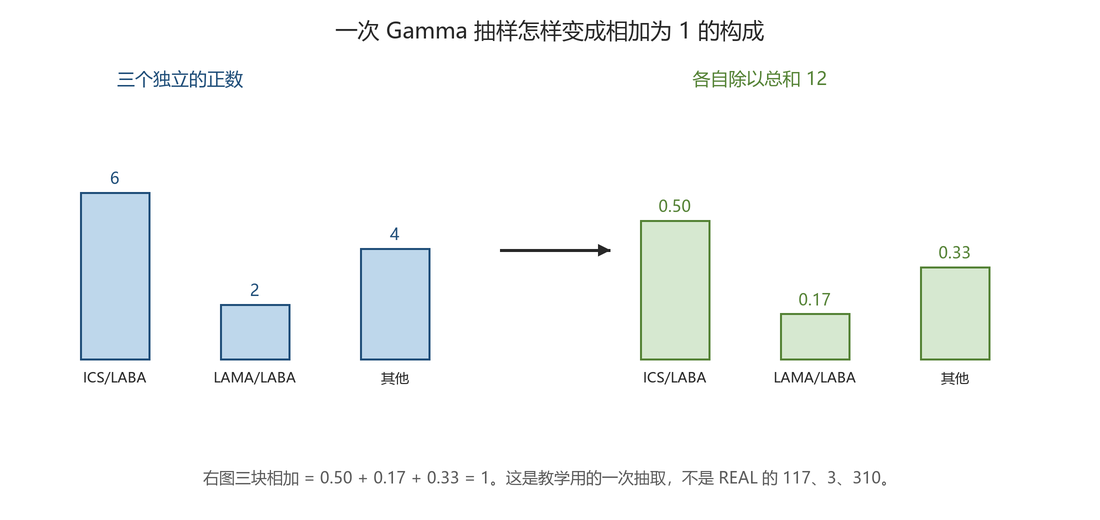 一次 Gamma 抽样怎样变成相加为 1 的构成
三个独立的正数
各自除以总和 12
6
2
4
0.50
0.17
0.33
ICS/LABA
LAMA/LABA
其他
ICS/LABA
LAMA/LABA
其他
右图三块相加 = 0.50 + 0.17 + 0.33 = 1。这是教学用的一次抽取，不是 REAL 的 117、3、310。